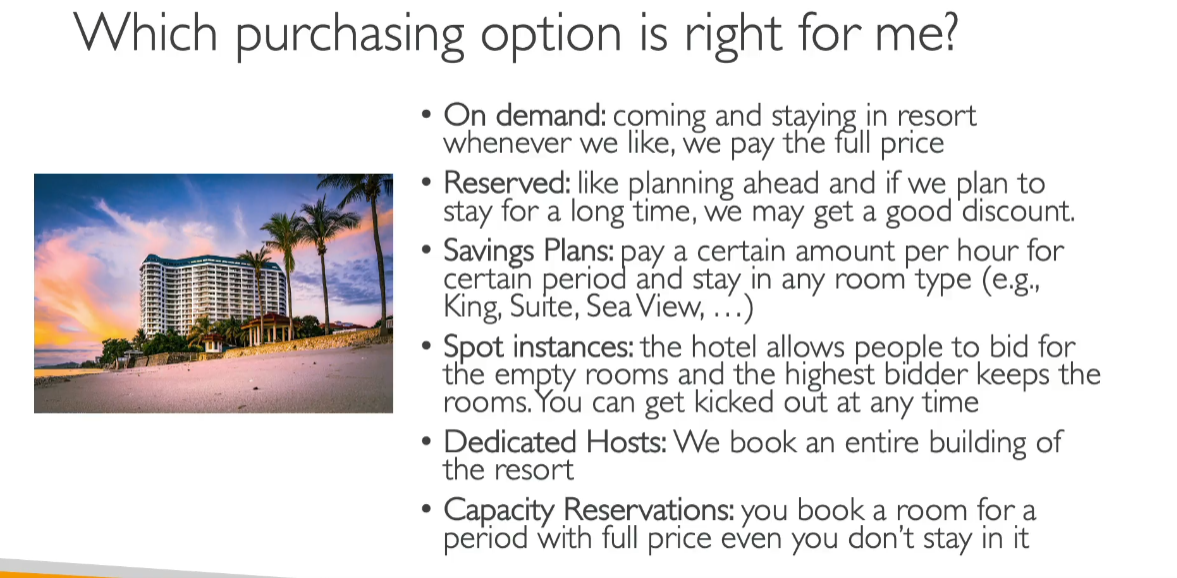 Which purchasing option is right for me?
• On demand: coming and staying in resort
whenever we like, we pay the full price
• Reserved: like planning ahead and if we plan to
stay for a long time, we may get a good discount.
• Savings Plans: pay a certain amount per hour for
certain period and stay in any room type (e.g.,
King, Suite, Sea View, …)
• Spot instances: the hotel allows people to bid for
the empty rooms and the highest bidder keeps the
rooms. You can get kicked out at any time
• Dedicated Hosts: We book an entire building of
the resort
• Capacity Reservations: you book a room for a
period with full price even you don’t stay in it